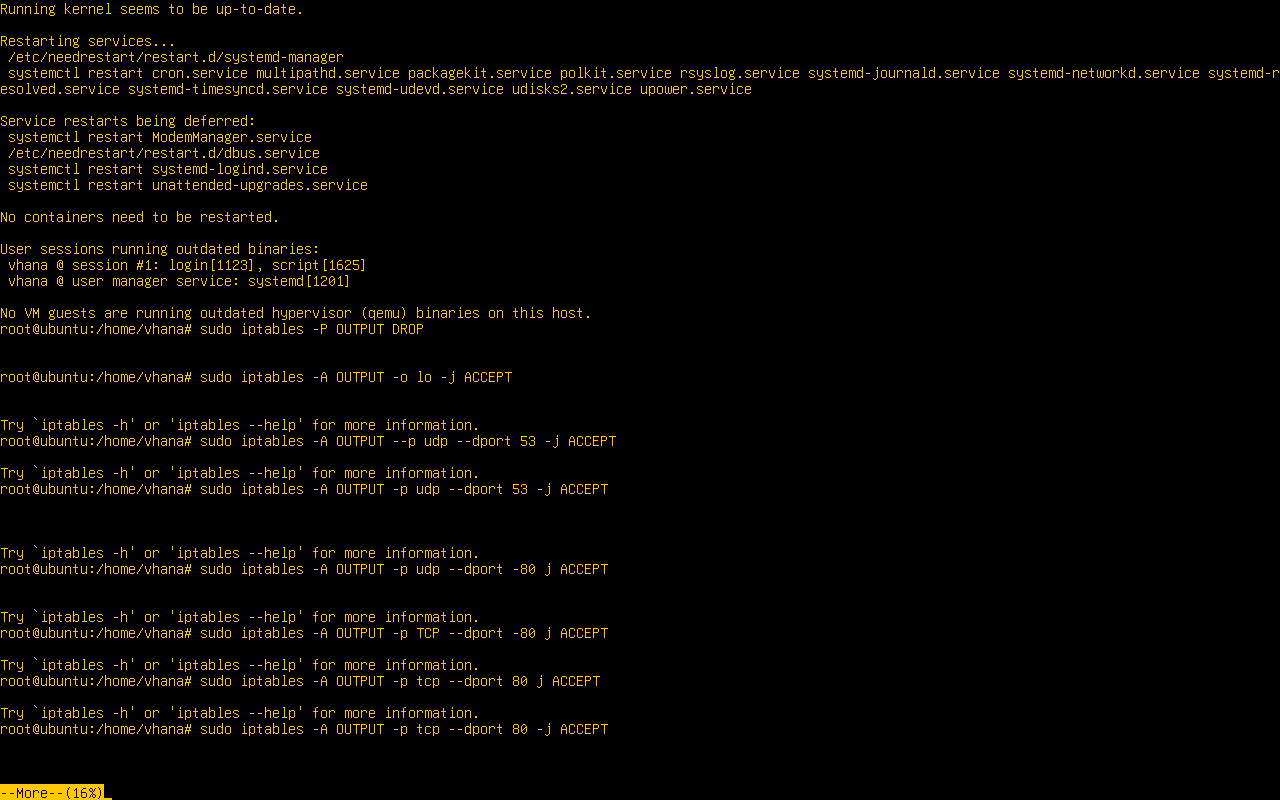 Running kernel seems to be up-to-date.
Restarting services...
/etc/needrestart/restart.d/systemd-manager
systemctl restart cron.service multipathd.service packagekit.service polkit.service rsyslog.service systemd-journald.service systemd-networkd.service systemd-r
esolved.service systemd-timesyncd.service systemd-udevd.service udisks2.service upower.service
Service restarts being deferred:
systemctl restart ModemManager.service
/etc/needrestart/restart.d/dbus.service
systemctl restart systemd-logind.service
systemctl restart unattended-upgrades.service
No containers need to be restarted.
User sessions running outdated binaries:
vhana @ session #1: login[1123], script[1625]
vhana @ user manager service: systemd[1201]
No VM guests are running outdated hypervisor (qemu) binaries on this host.
root@ubuntu:/home/vhana# sudo iptables -P OUTPUT DROP
root@ubuntu:/home/vhana# sudo iptables -A OUTPUT -o lo -j ACCEPT
Try `iptables -h' or 'iptables --help' for more information.
root@ubuntu:/home/vhana# sudo iptables -A OUTPUT --p udp --dport 53 -j ACCEPT
Try `iptables -h' or 'iptables --help' for more information.
root@ubuntu:/home/vhana# sudo iptables -A OUTPUT -p udp --dport 53 -j ACCEPT
Try `iptables -h' or 'iptables --help' for more information.
root@ubuntu:/home/vhana# sudo iptables -A OUTPUT -p udp --dport -80 j ACCEPT
Try `iptables -h' or 'iptables --help' for more information.
root@ubuntu:/home/vhana# sudo iptables -A OUTPUT -p TCP --dport -80 j ACCEPT
Try `iptables -h' or 'iptables --help' for more information.
root@ubuntu:/home/vhana# sudo iptables -A OUTPUT -p tcp --dport 80 j ACCEPT
Try `iptables -h' or 'iptables --help' for more information.
root@ubuntu:/home/vhana# sudo iptables -A OUTPUT -p tcp --dport 80 -j ACCEPT
--More--(16%)